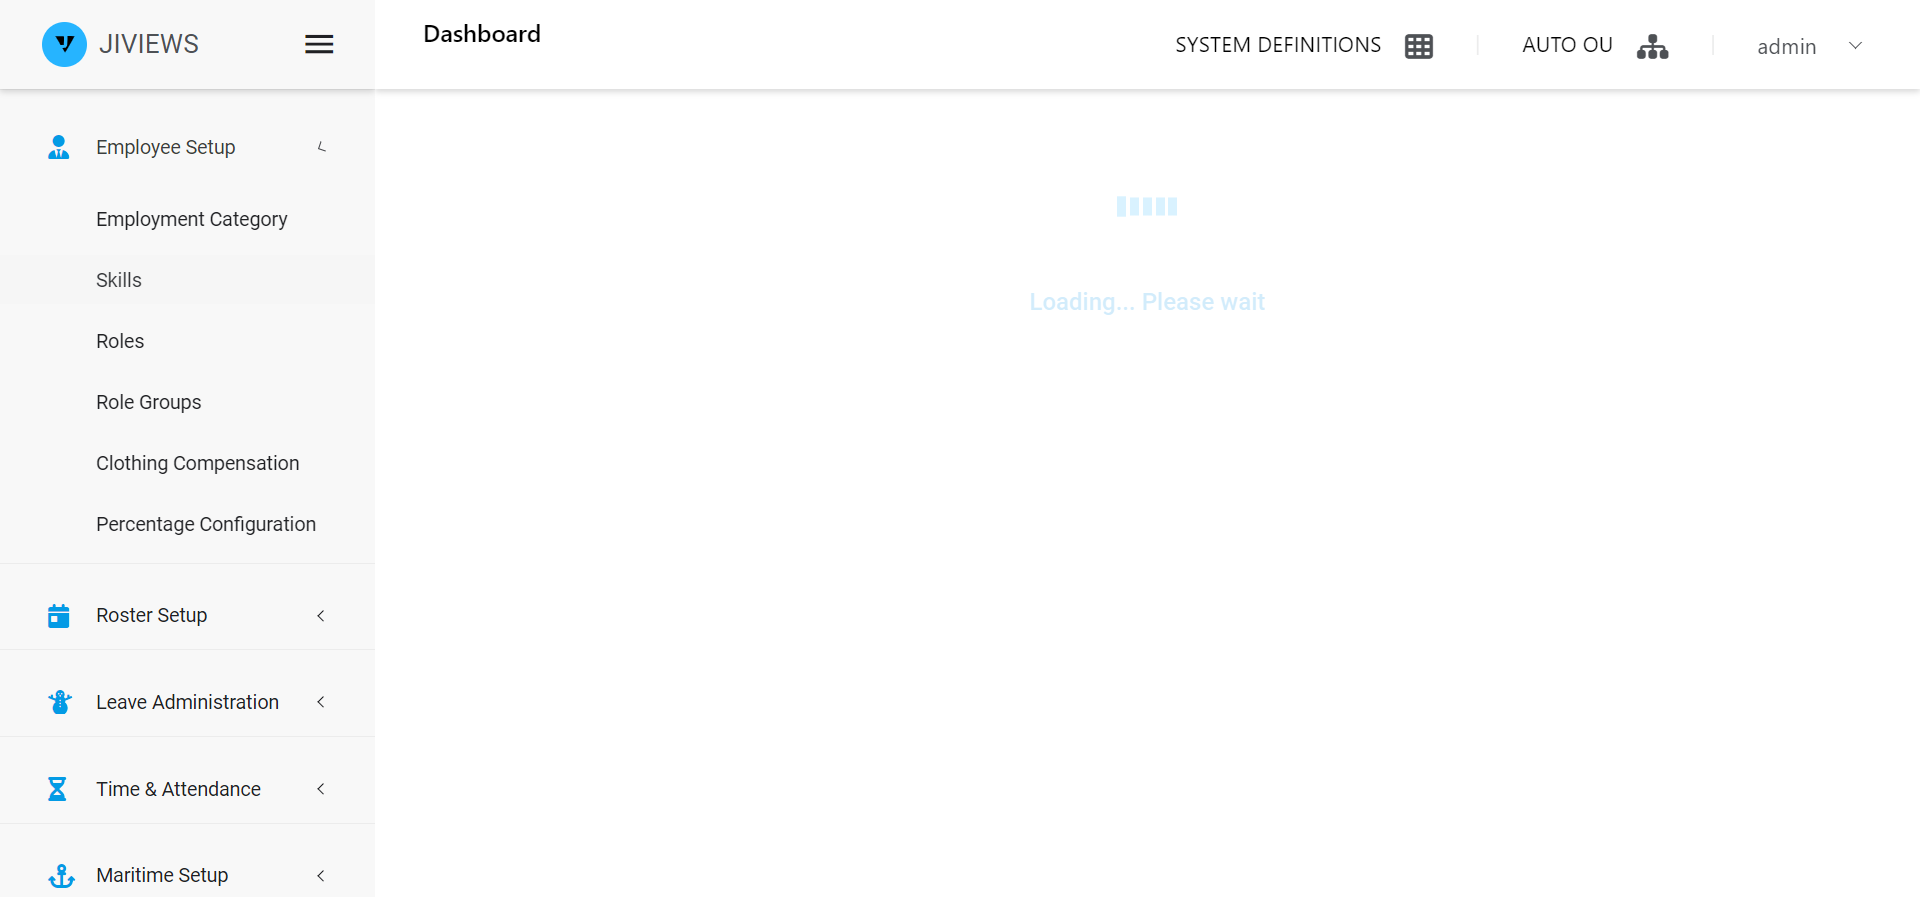 JIVIEWS
Dashboard
SYSTEM DEFINITIONS
AUTO OU
admin
Employee Setup
Employment Category
Skills
Roles
Role Groups
Clothing Compensation
Percentage Configuration
Roster Setup
Leave Administration
Time & Attendance
Maritime Setup
Loading... Please wait